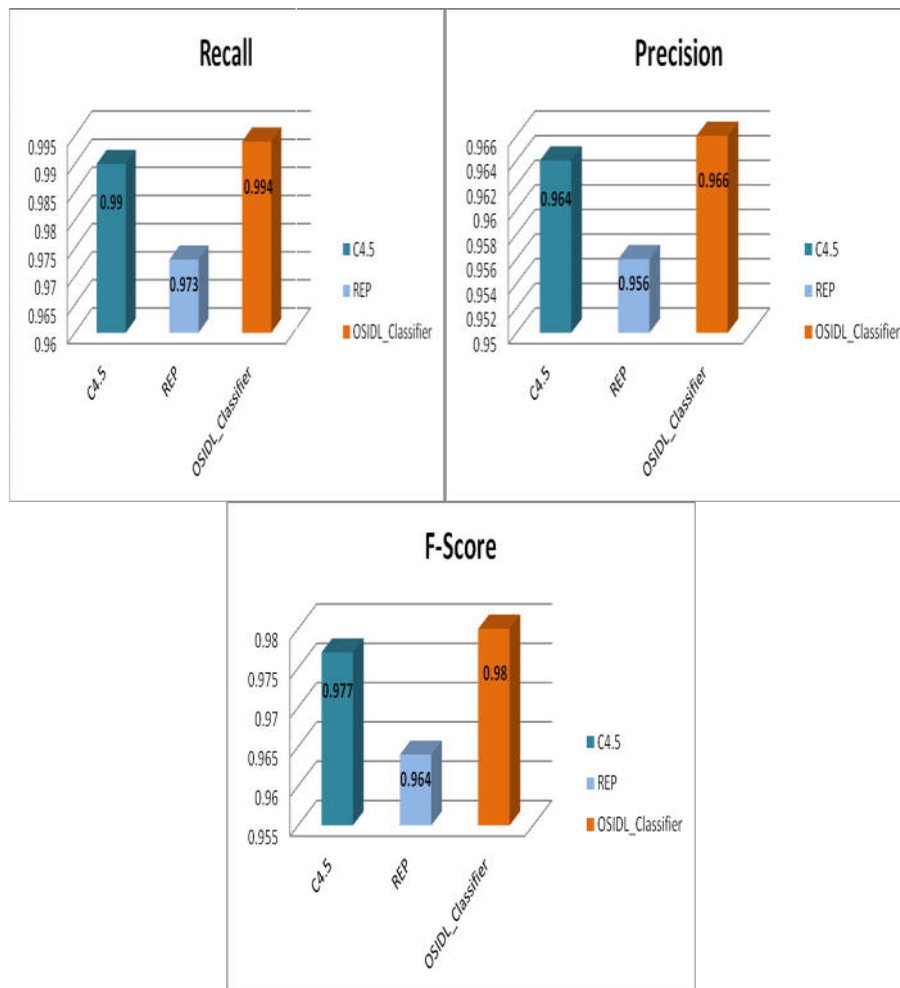 Recall
0.995
0.99
0.985
0.98
0.975
0.97
0.965
0.96
0.99
0.973
0.994
C4.5
REP
OSIDL_Classifier
C4.5
REP
OSIDL_Classifier
Precision
0.966
0.964
0.962
0.96
0.958
0.956
0.954
0.952
0.95
0.964
0.956
0.966
C4.5
REP
OSIDL_Classifier
C4.5
REP
OSIDL_Classifier
F-Score
0.98
0.975
0.97
0.965
0.96
0.955
0.977
0.964
0.98
C4.5
REP
OSIDL_Classifier
C4.5
REP
OSIDL_Classifier